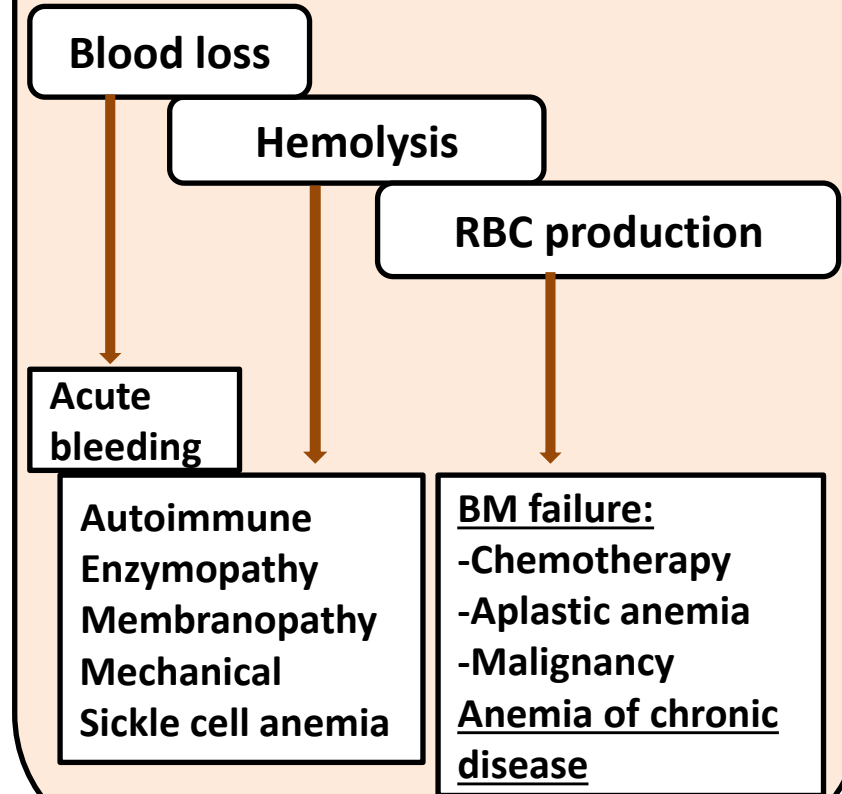 Blood loss
Hemolysis
RBC production
Acute
bleeding
Autoimmune
Enzymopathy
Membranopathy
Mechanical
Sickle cell anemia
BM failure:
-Chemotherapy
-Aplastic anemia
-Malignancy
Anemia of chronic
disease